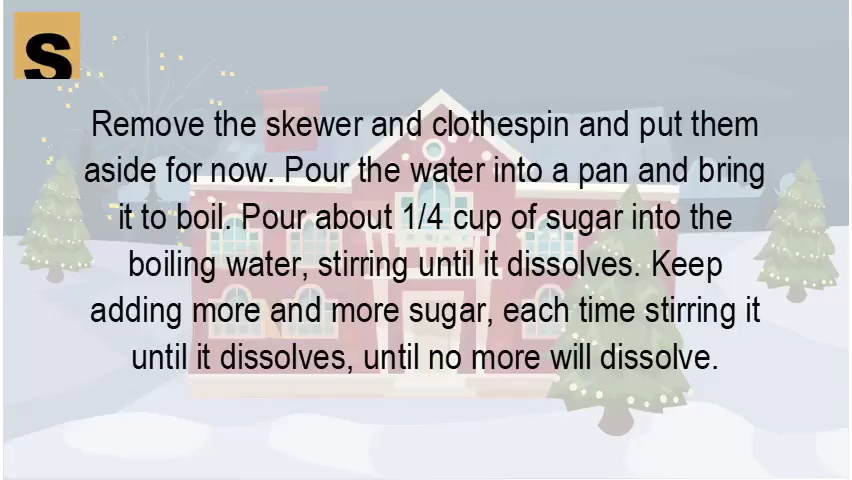 S
Remove the skewer and clothespin and put them
aside for now. Pour the water into a pan and bring
it to boil. Pour about 1/4 cup of sugar into the
boiling water, stirring until it dissolves. Keep
adding more and more sugar, each time stirring it
until it dissolves, until no more will dissolve.